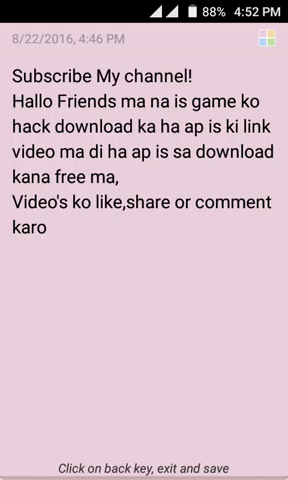 88% 4:52 PM
8/22/2016, 4:46 PM
Subscribe My channel!
Hallo Friends ma na is game ko
hack download ka ha ap is ki link
video ma di ha ap is sa download
kana free ma,
Video's ko like,share or comment
karo
Click on back key, exit and save